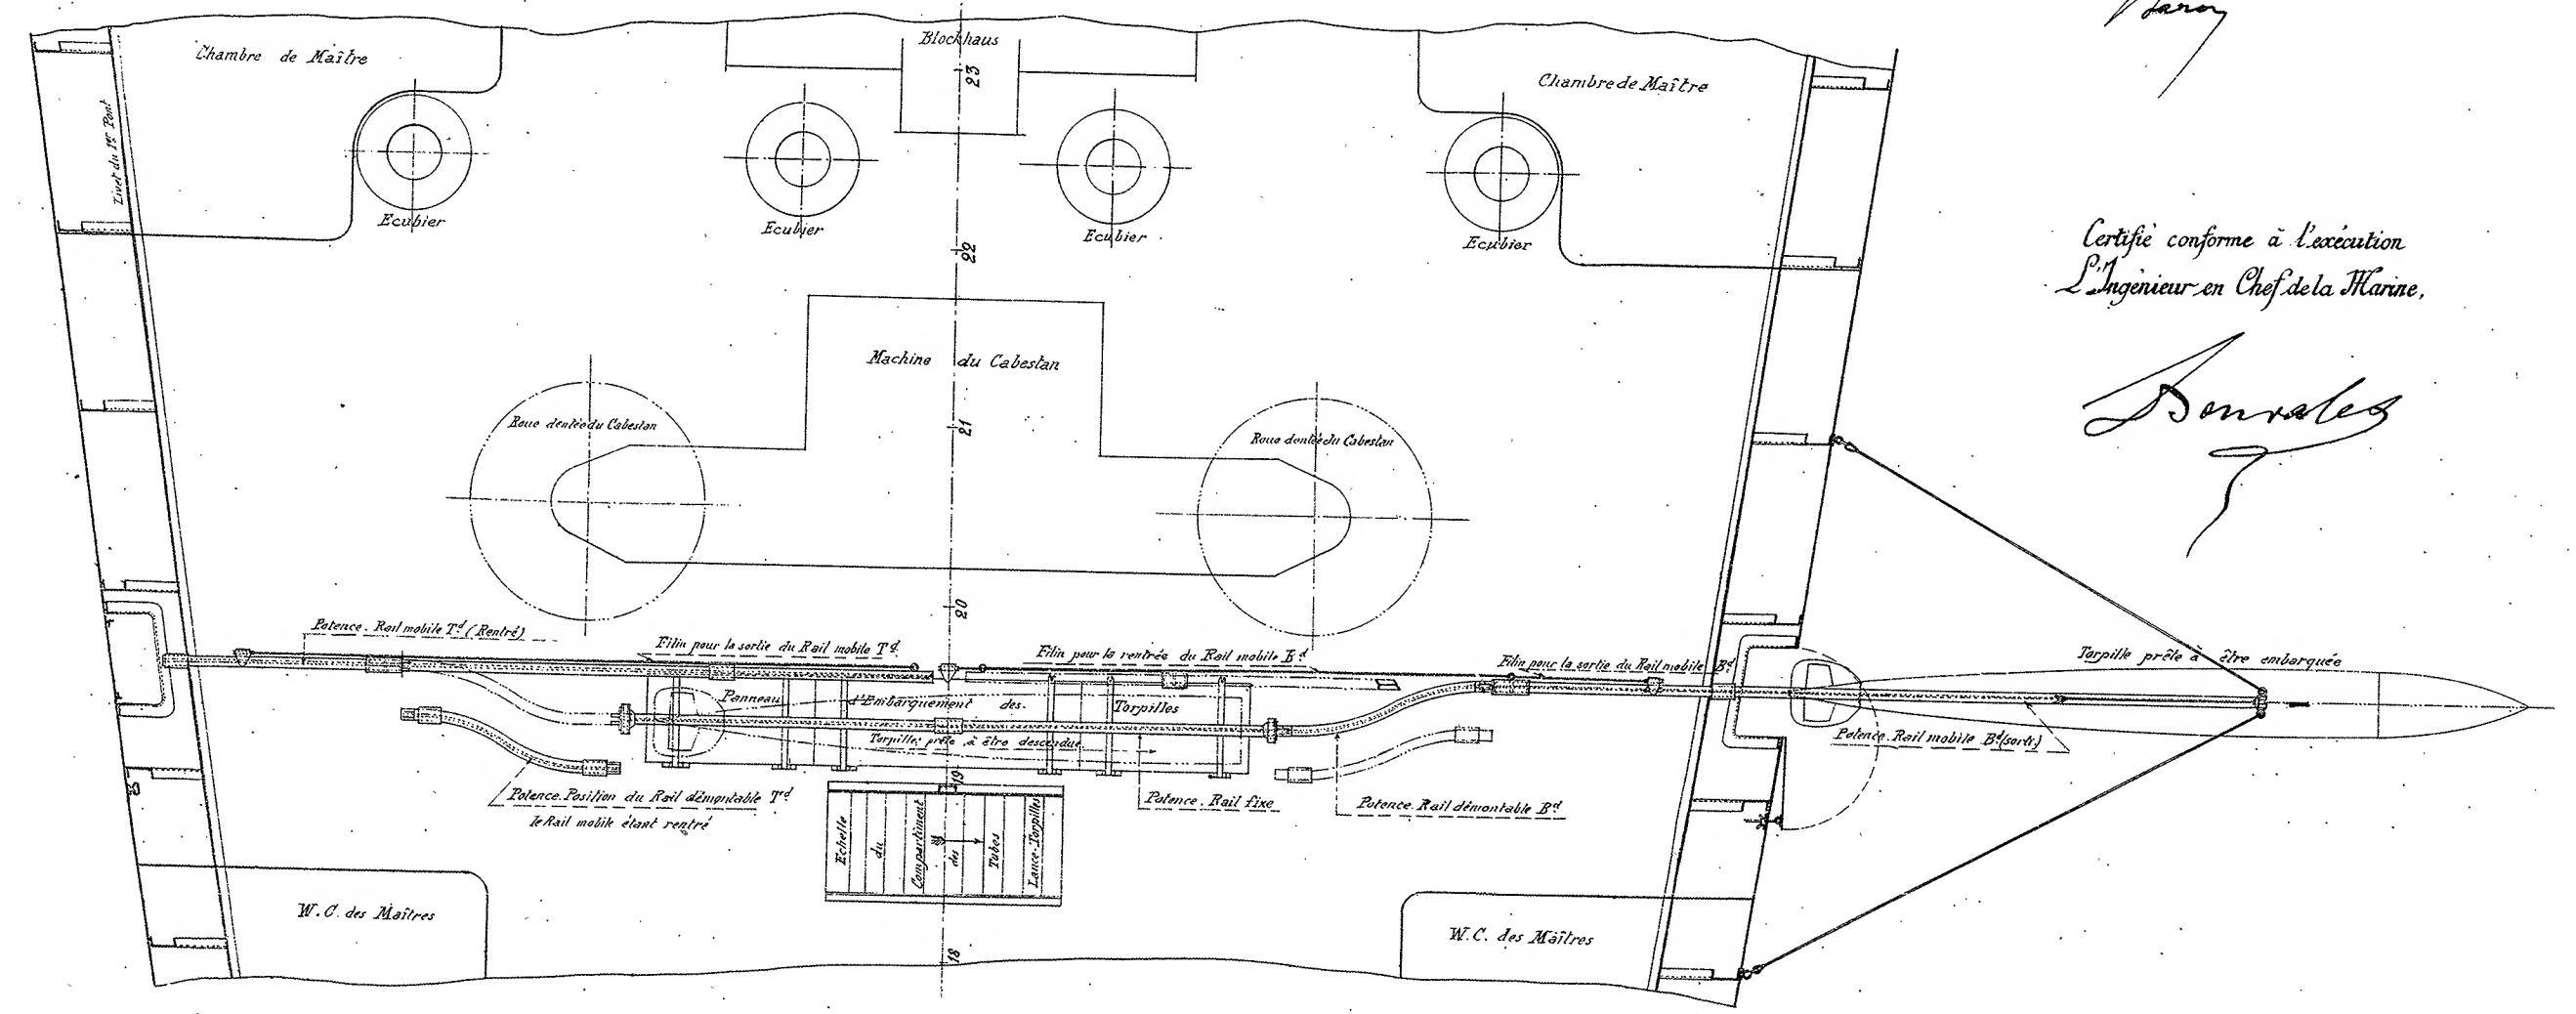 Chambre de Maître
Blockhaus
23
Chambre de Maître
Livet du 1er Pont
Ecubier
Ecubier
Ecubier
Ecubier
22
Certifié conforme à l'exécution
L'Ingénieur en Chef de la Marine,
Machine du Cabestan
Roue dentée du Cabestan
21
Roue dentée du Cabestan
20
Potence. Rail mobile Td (Rentré)
Filin pour la sortie du Rail mobile Td
Filin pour la rentrée du Rail mobile Bd
Filin pour la sortie du Rail mobile Bd
Torpille prête à être embarquée
Panneau d'Embarquement des Torpilles
Torpille prête à être descendue
Potence. Rail mobile Bd (sorti)
19
Potence. Position du Rail démontable Td
le Rail mobile étant rentré
Potence. Rail fixe
Potence. Rail démontable Bd
Echelle du Compartiment des Tubes Lance-Torpilles
W.C. des Maîtres
W.C. des Maîtres
18